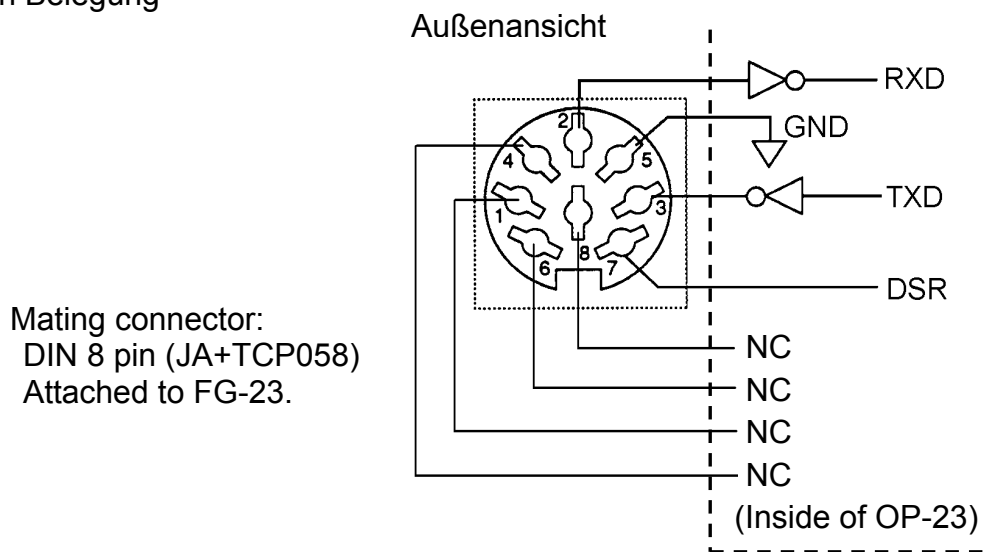 Belegung
Außenansicht
RXD
GND
TXD
DSR
2
4
5
1
3
6
8
7
Mating connector:
DIN 8 pin (JA+TCP058)
Attached to FG-23.
NC
NC
NC
NC
(Inside of OP-23)